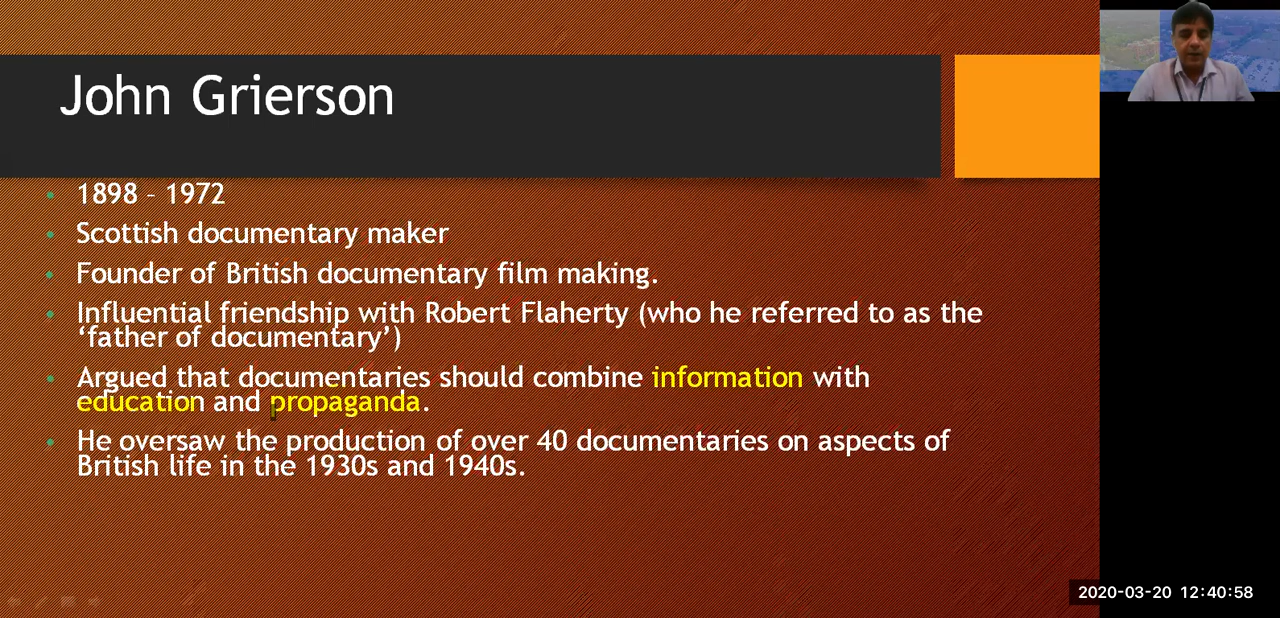 John Grierson
1898 – 1972
Scottish documentary maker
Founder of British documentary film making.
Influential friendship with Robert Flaherty (who he referred to as the
‘father of documentary’)
Argued that documentaries should combine information with
education and propaganda.
He oversaw the production of over 40 documentaries on aspects of
British life in the 1930s and 1940s.
2020-03-20 12:40:58